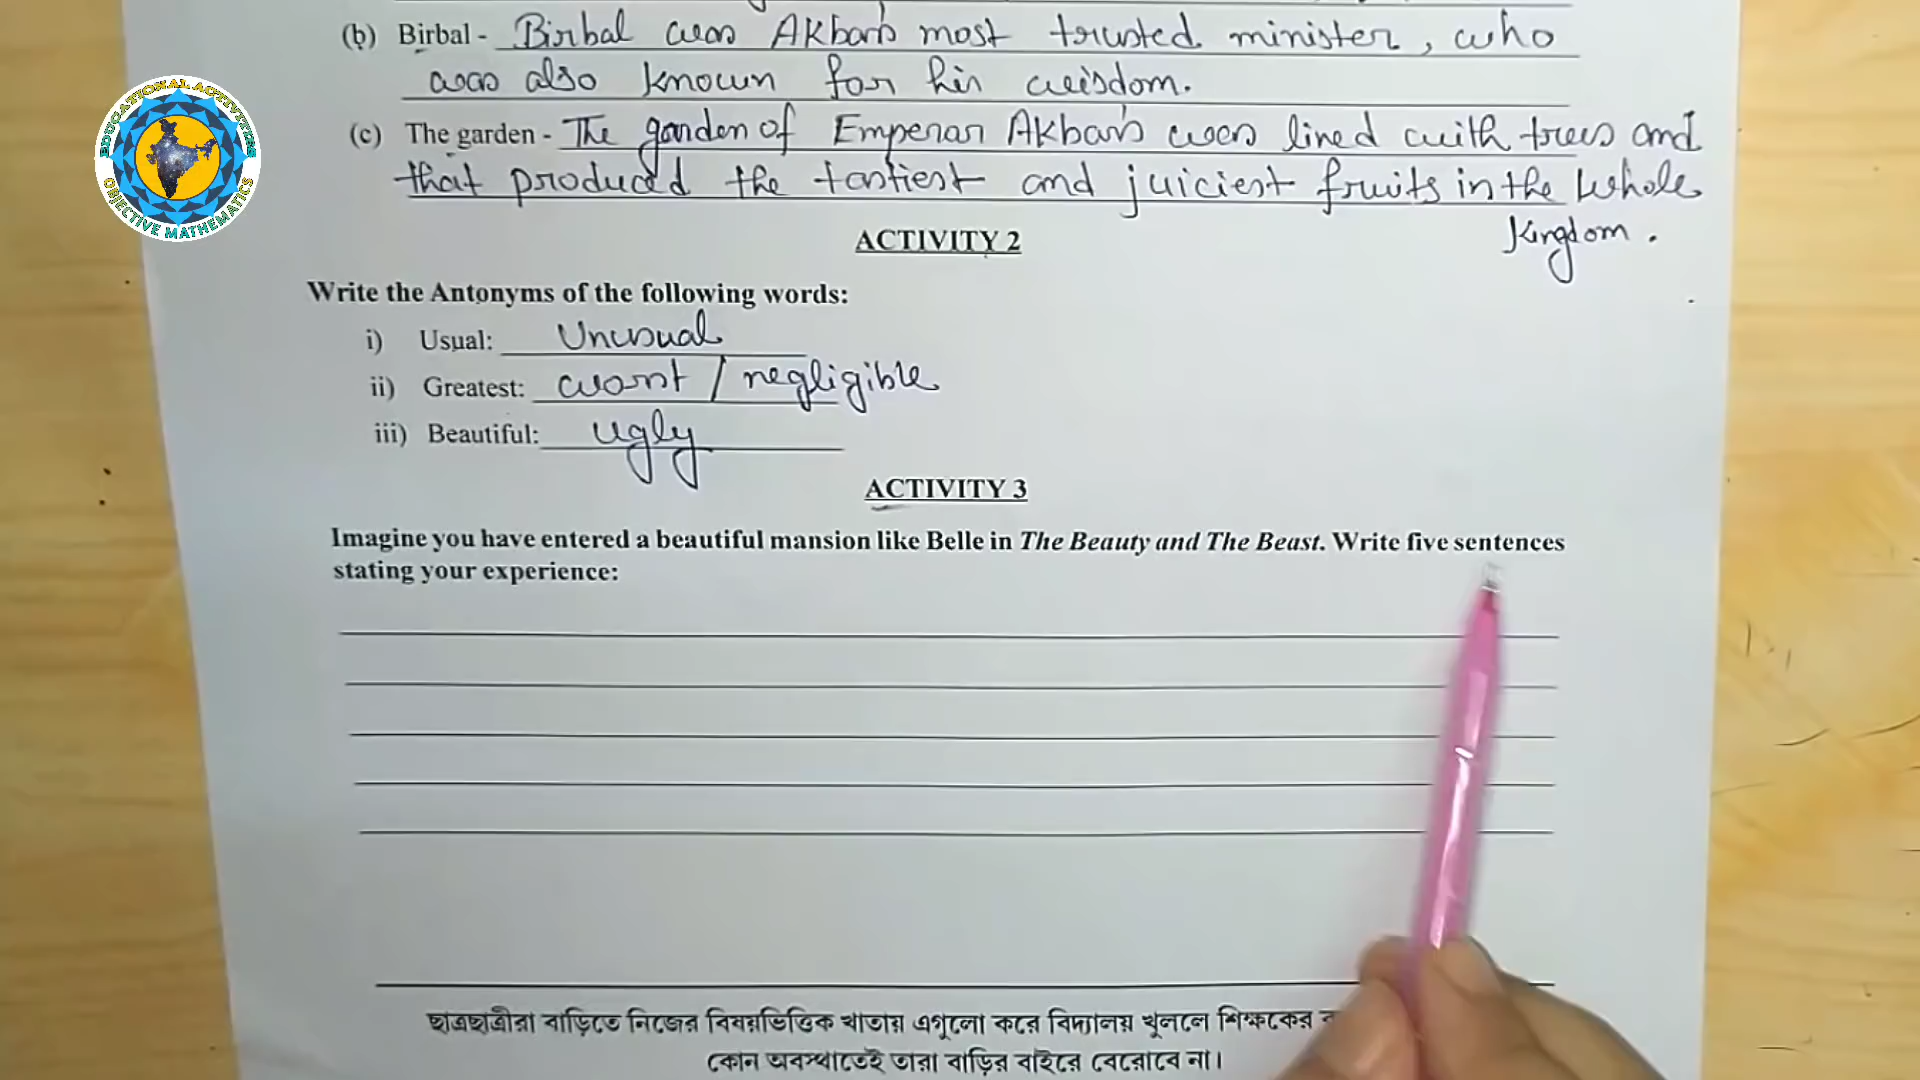 (b) Birbal - Birbal was Akbar's most trusted minister, who
was also known for his wisdom.
(c) The garden - The garden of Emperor Akbar's was lined with trees and
that produced the tastiest and juiciest fruits in the whole
kingdom.
EDUCATIONAL ACTIVITIES
OBJECTIVE MATHEMATICS
ACTIVITY 2
Write the Antonyms of the following words:
i) Usual: Unusual
ii) Greatest: worst / negligible
iii) Beautiful: ugly
ACTIVITY 3
Imagine you have entered a beautiful mansion like Belle in The Beauty and The Beast. Write five sentences
stating your experience:
ছাত্রছাত্রীরা বাড়িতে নিজের বিষয়ভিত্তিক খাতায় এগুলো করে বিদ্যালয় খুললে শিক্ষকের
কোন অবস্থাতেই তারা বাড়ির বাইরে বেরোবে না।